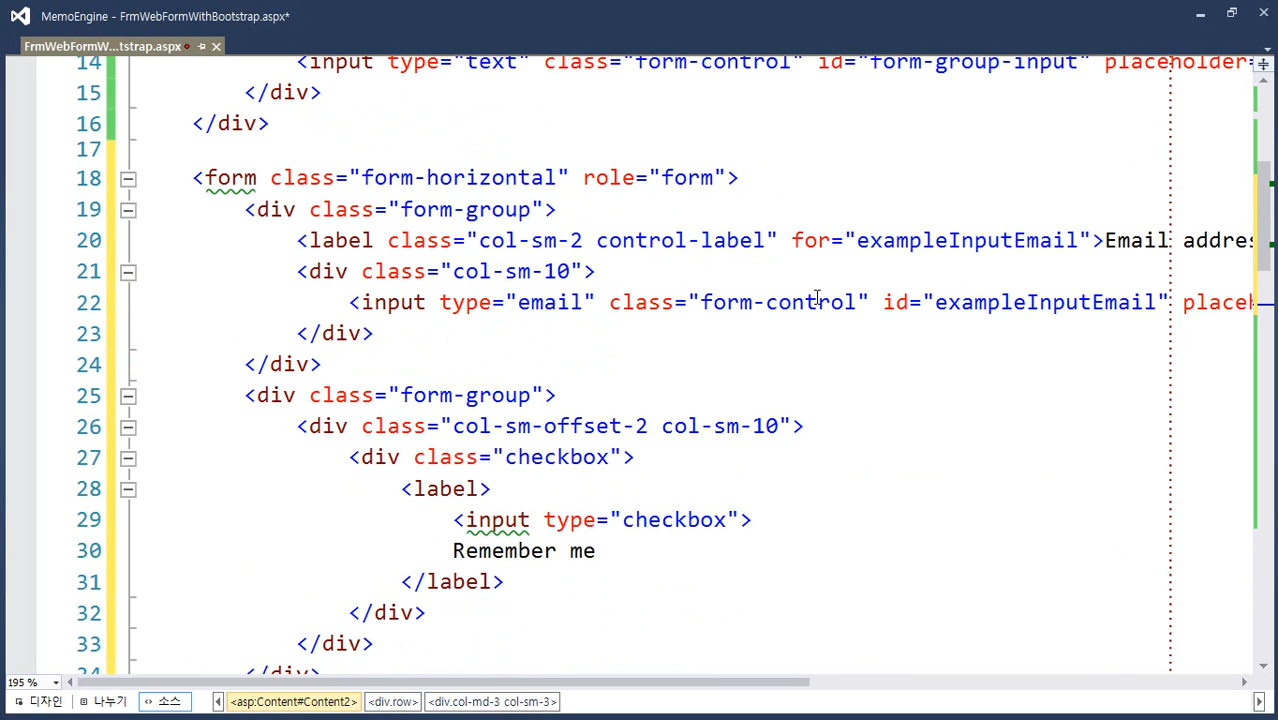 MemoEngine - FrmWebFormWithBootstrap.aspx*
FrmWebFormW...tstrap.aspx
14 <input type="text" class="form-control" id="form-group-input" placeholder=
15 </div>
16 </div>
17
18 <form class="form-horizontal" role="form">
19 <div class="form-group">
20 <label class="col-sm-2 control-label" for="exampleInputEmail">Email addres
21 <div class="col-sm-10">
22 <input type="email" class="form-control" id="exampleInputEmail" placeh
23 </div>
24 </div>
25 <div class="form-group">
26 <div class="col-sm-offset-2 col-sm-10">
27 <div class="checkbox">
28 <label>
29 <input type="checkbox">
30 Remember me
31 </label>
32 </div>
33 </div>
34 </div>
195 %
디자인 나누기 소스 <asp:Content#Content2> <div.row> <div.col-md-3 col-sm-3>